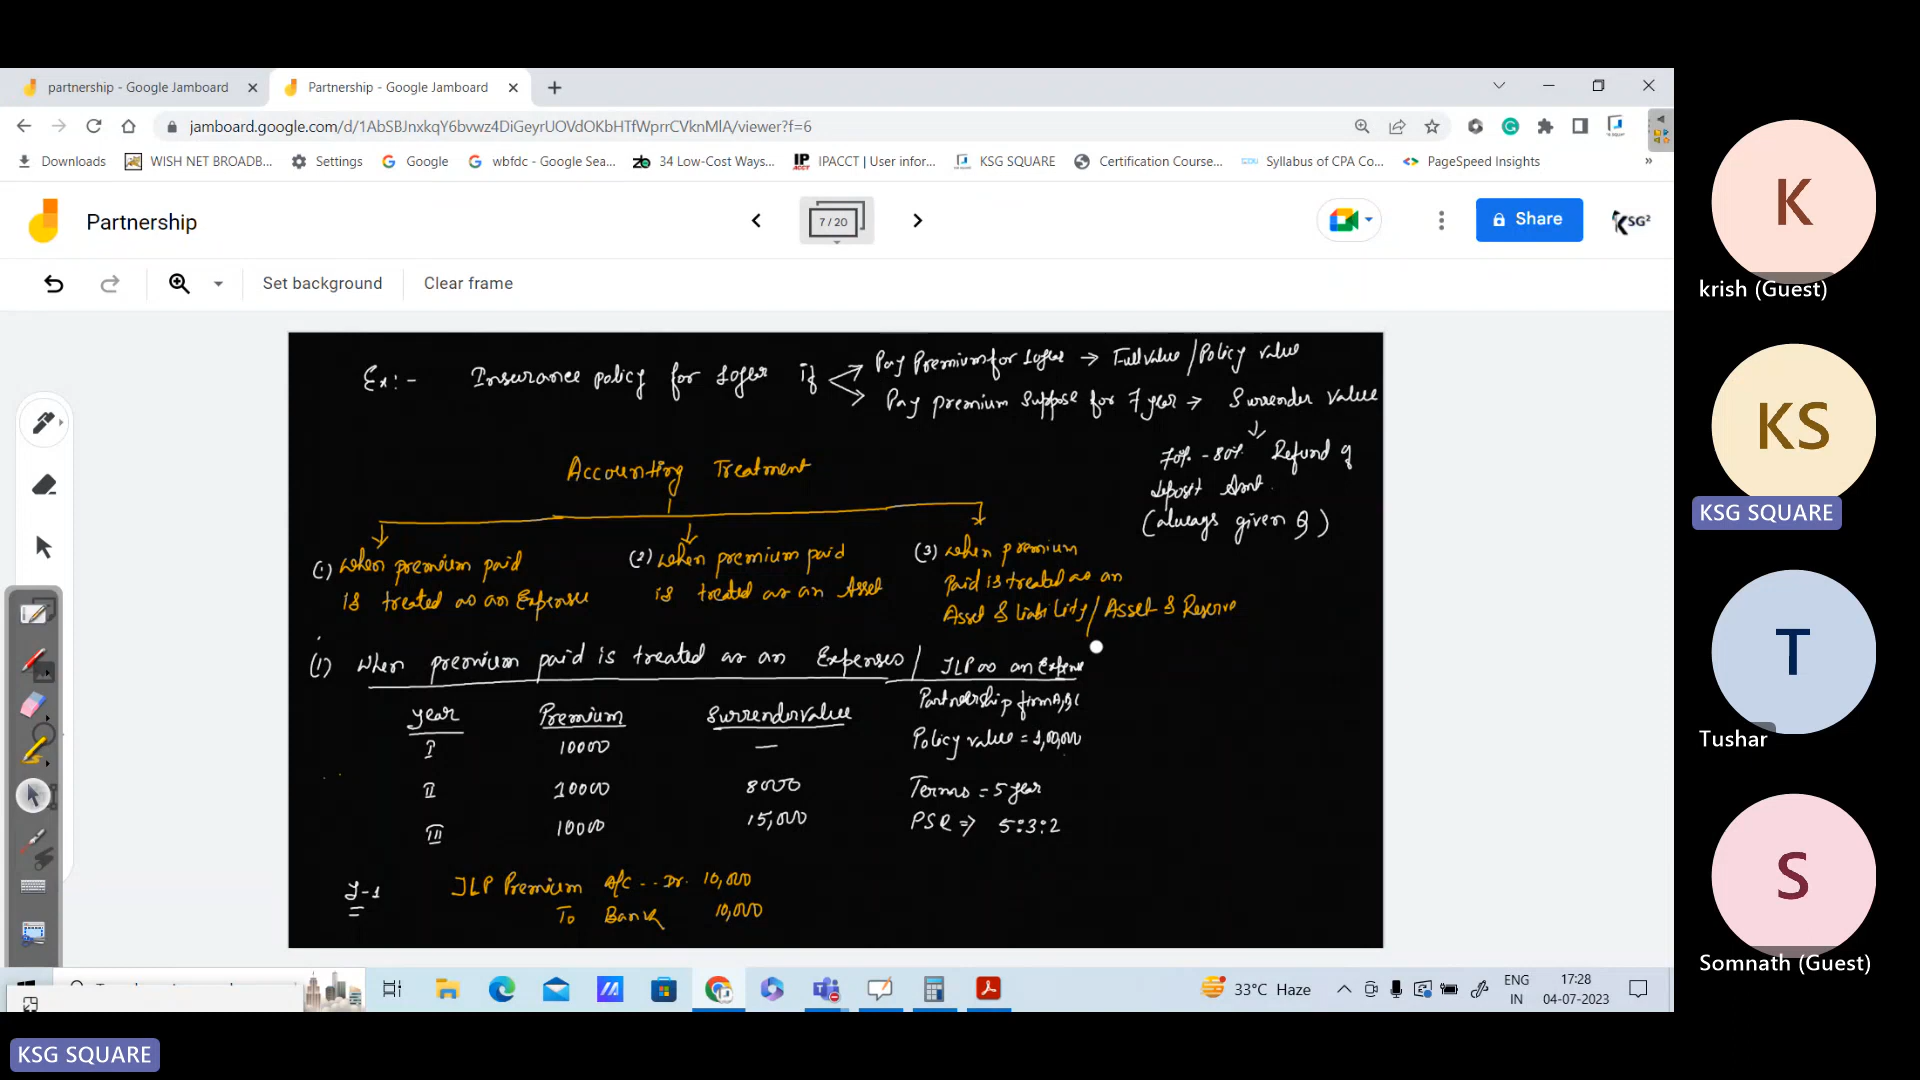 partnership - Google Jamboard
Partnership - Google Jamboard
jamboard.google.com/d/1AbSBJnxkqY6bvwz4DiGeyrUOVdOKbHTfWprrCVknMlA/viewer?f=6
Downloads WISH NET BROADB... Settings Google wbfdc - Google Sea... 34 Low-Cost Ways... IPACCT | User infor... KSG SQUARE Certification Course... Syllabus of CPA Co... PageSpeed Insights »
Partnership
7 / 20
Share
KSG²
Set background Clear frame
Ex:- Insurance policy for 10year if
Pay Premium for 10year → Full value / Policy value
Pay premium Suppose for 7 year → Surrender value
70% - 80% Refund of
deposit Amt.
(always given Q)
Accounting Treatment
(1) When premium paid
is treated as an Expense
(2) When premium paid
is treated as an Asset
(3) When premium
Paid is treated as an
Asset & liability / Asset & Reserve
(1) When premium paid is treated as an Expenses / JLP as an Expense
Partnership firm A,B,C
Year Premium Surrender value
Policy value = 1,00,000
I 10000 —
II 10000 8000
Terms = 5 year
III 10000 15,000
PSR ⇒ 5:3:2
Y-1 JLP Premium A/c -- Dr. 10,000
To Bank 10,000
33°C Haze
ENG
IN
17:28
04-07-2023
K
krish (Guest)
KS
KSG SQUARE
T
Tushar
S
Somnath (Guest)
KSG SQUARE